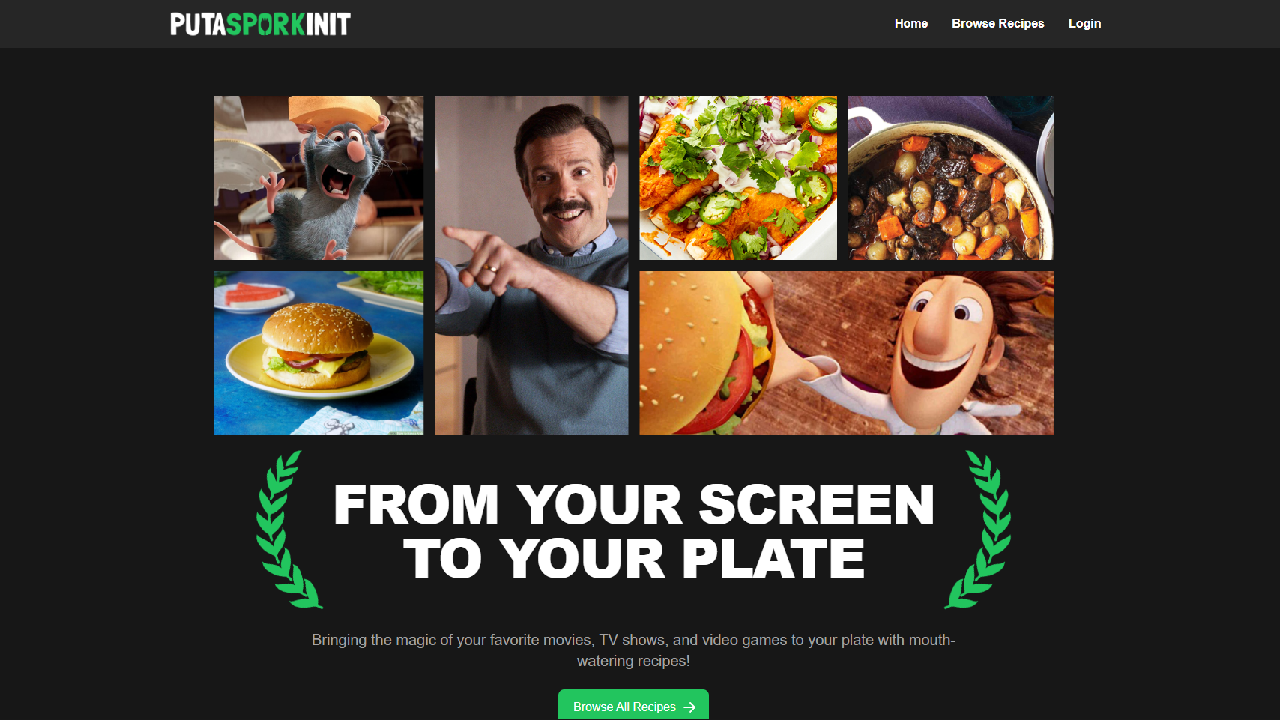 PUTASPORKINIT
Home
Browse Recipes
Login
FROM YOUR SCREEN
TO YOUR PLATE
Bringing the magic of your favorite movies, TV shows, and video games to your plate with mouth-
watering recipes!
Browse All Recipes →